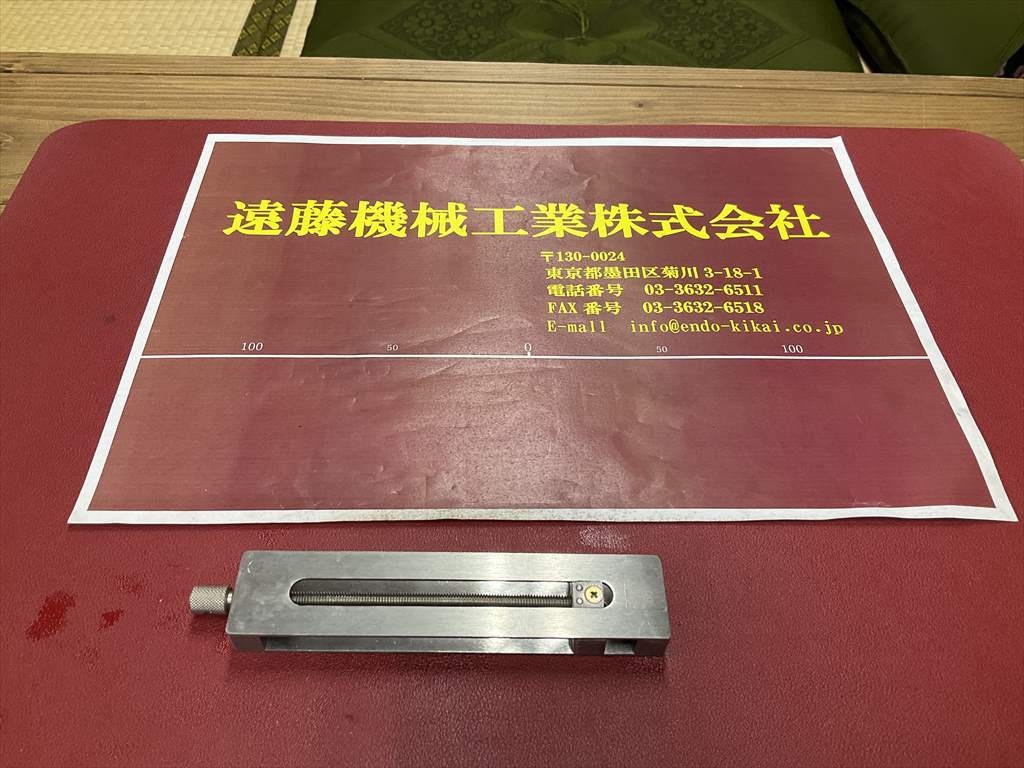 遠藤機械工業株式会社
〒130-0024
東京都墨田区菊川 3-18-1
電話番号 03-3632-6511
FAX 番号 03-3632-6518
E-mall info@endo-kikai.co.jp
100 50 0 50 100